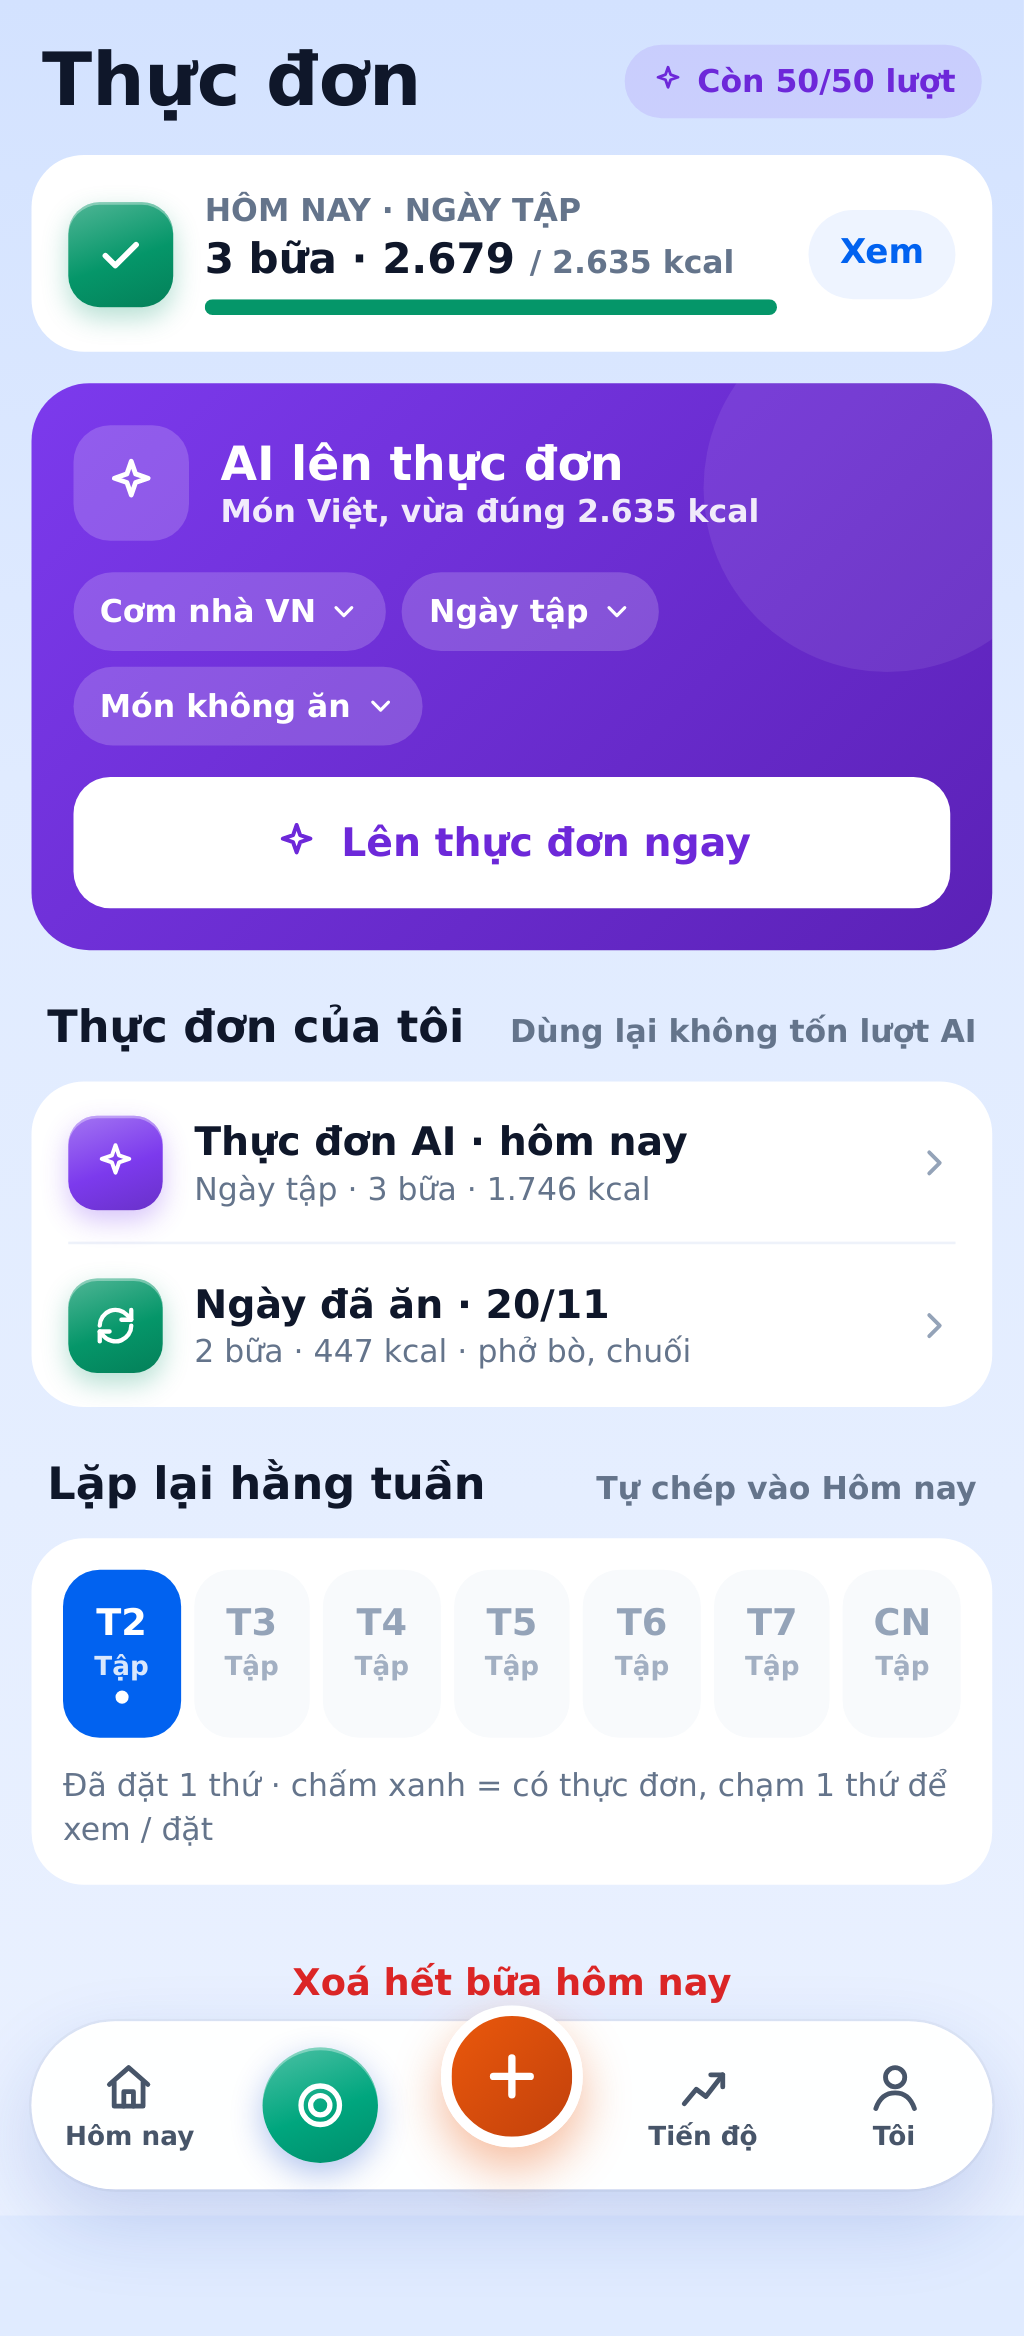 Thực đơn
Còn 50/50 lượt
HÔM NAY · NGÀY TẬP
3 bữa · 2.679 / 2.635 kcal
Xem
AI lên thực đơn
Món Việt, vừa đúng 2.635 kcal
Cơm nhà VN
Ngày tập
Món không ăn
Lên thực đơn ngay
Thực đơn của tôi
Dùng lại không tốn lượt AI
Thực đơn AI · hôm nay
Ngày tập · 3 bữa · 1.746 kcal
Ngày đã ăn · 20/11
2 bữa · 447 kcal · phở bò, chuối
Lặp lại hằng tuần
Tự chép vào Hôm nay
T2 T3 T4 T5 T6 T7 CN
Tập Tập Tập Tập Tập Tập Tập
Đã đặt 1 thứ · chấm xanh = có thực đơn, chạm 1 thứ để
xem / đặt
Xoá hết bữa hôm nay
Hôm nay
Tiến độ
Tôi